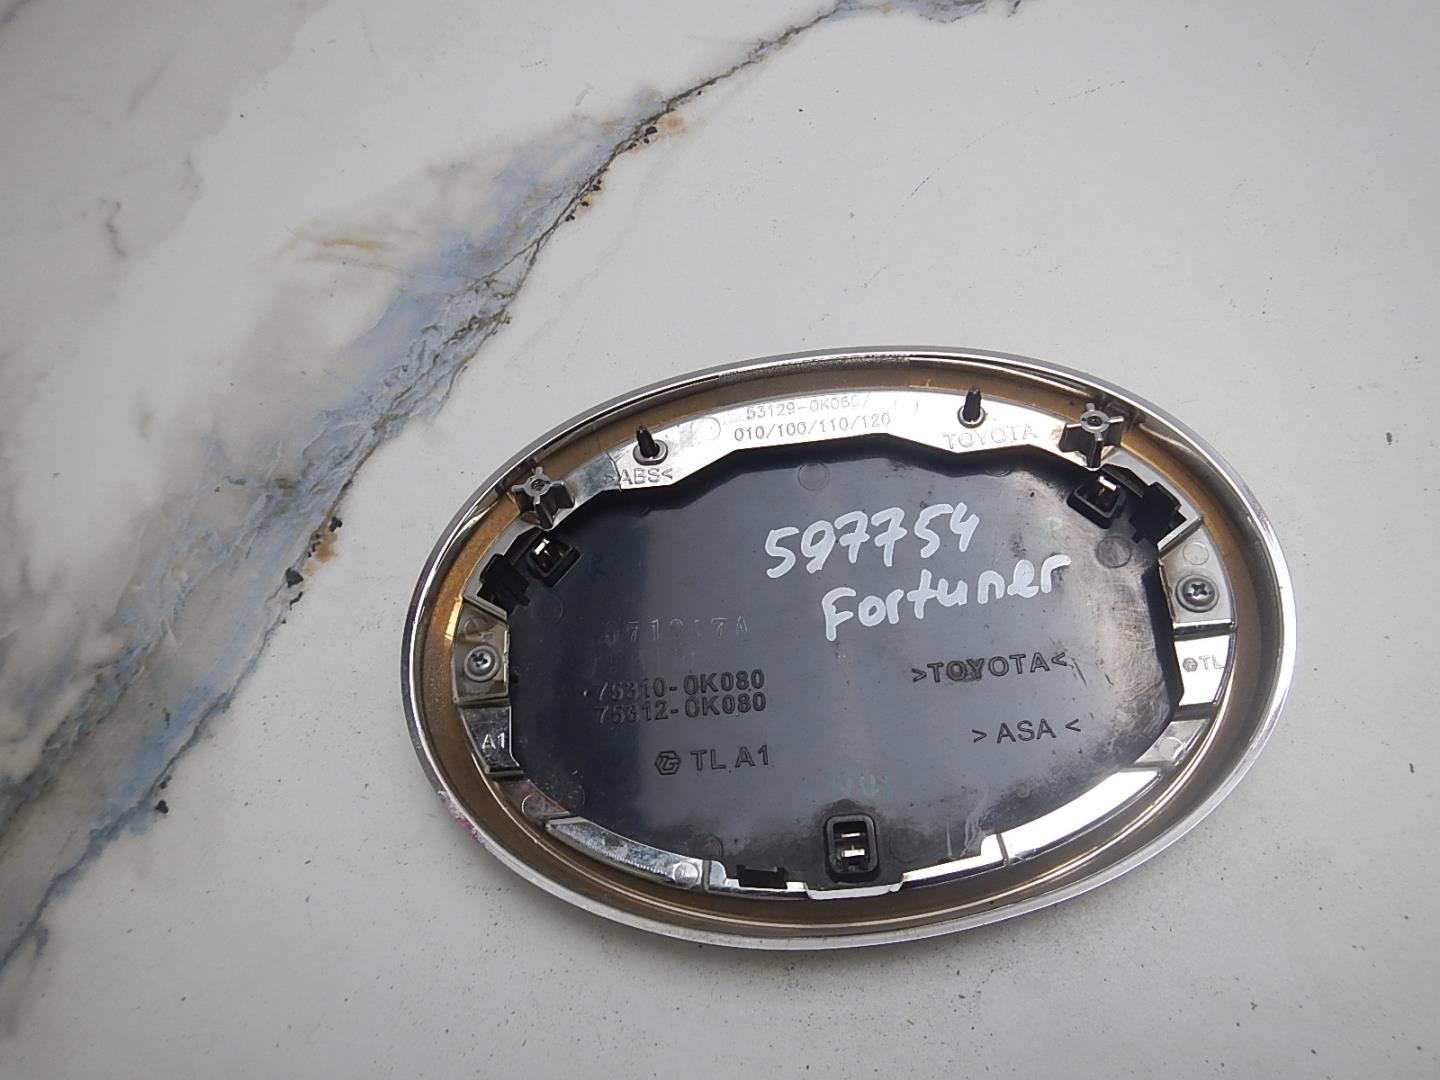 53129-0K060/
010/100/110/120
TOYOTA
>ABS<
597754
Fortuner
75310-0K080
75312-0K080
>TOYOTA<
TL
A1
TL A1
>ASA<